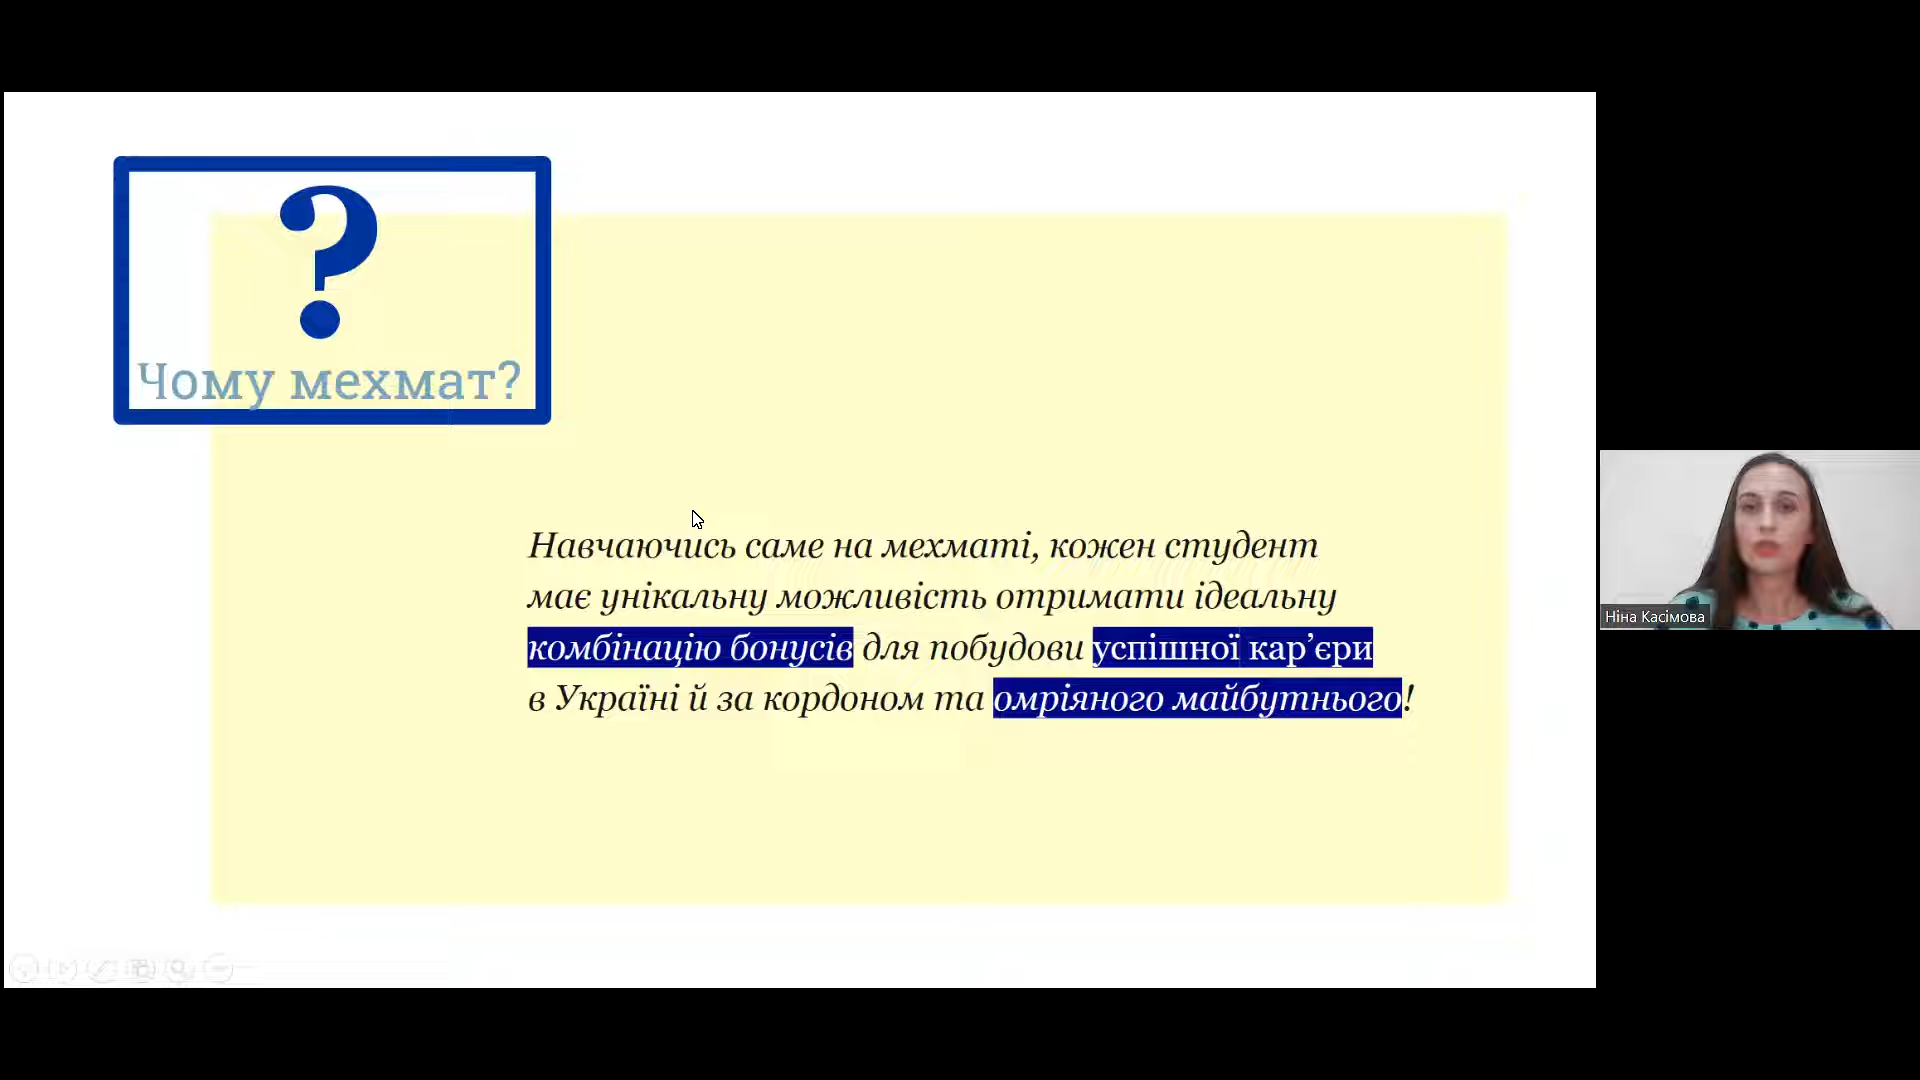 ?
Чому мехмат?
Навчаючись саме на мехматі, кожен студент
має унікальну можливість отримати ідеальну
комбінацію бонусів для побудови успішної кар’єри
в Україні й за кордоном та омріяного майбутнього!
Ніна Касімова